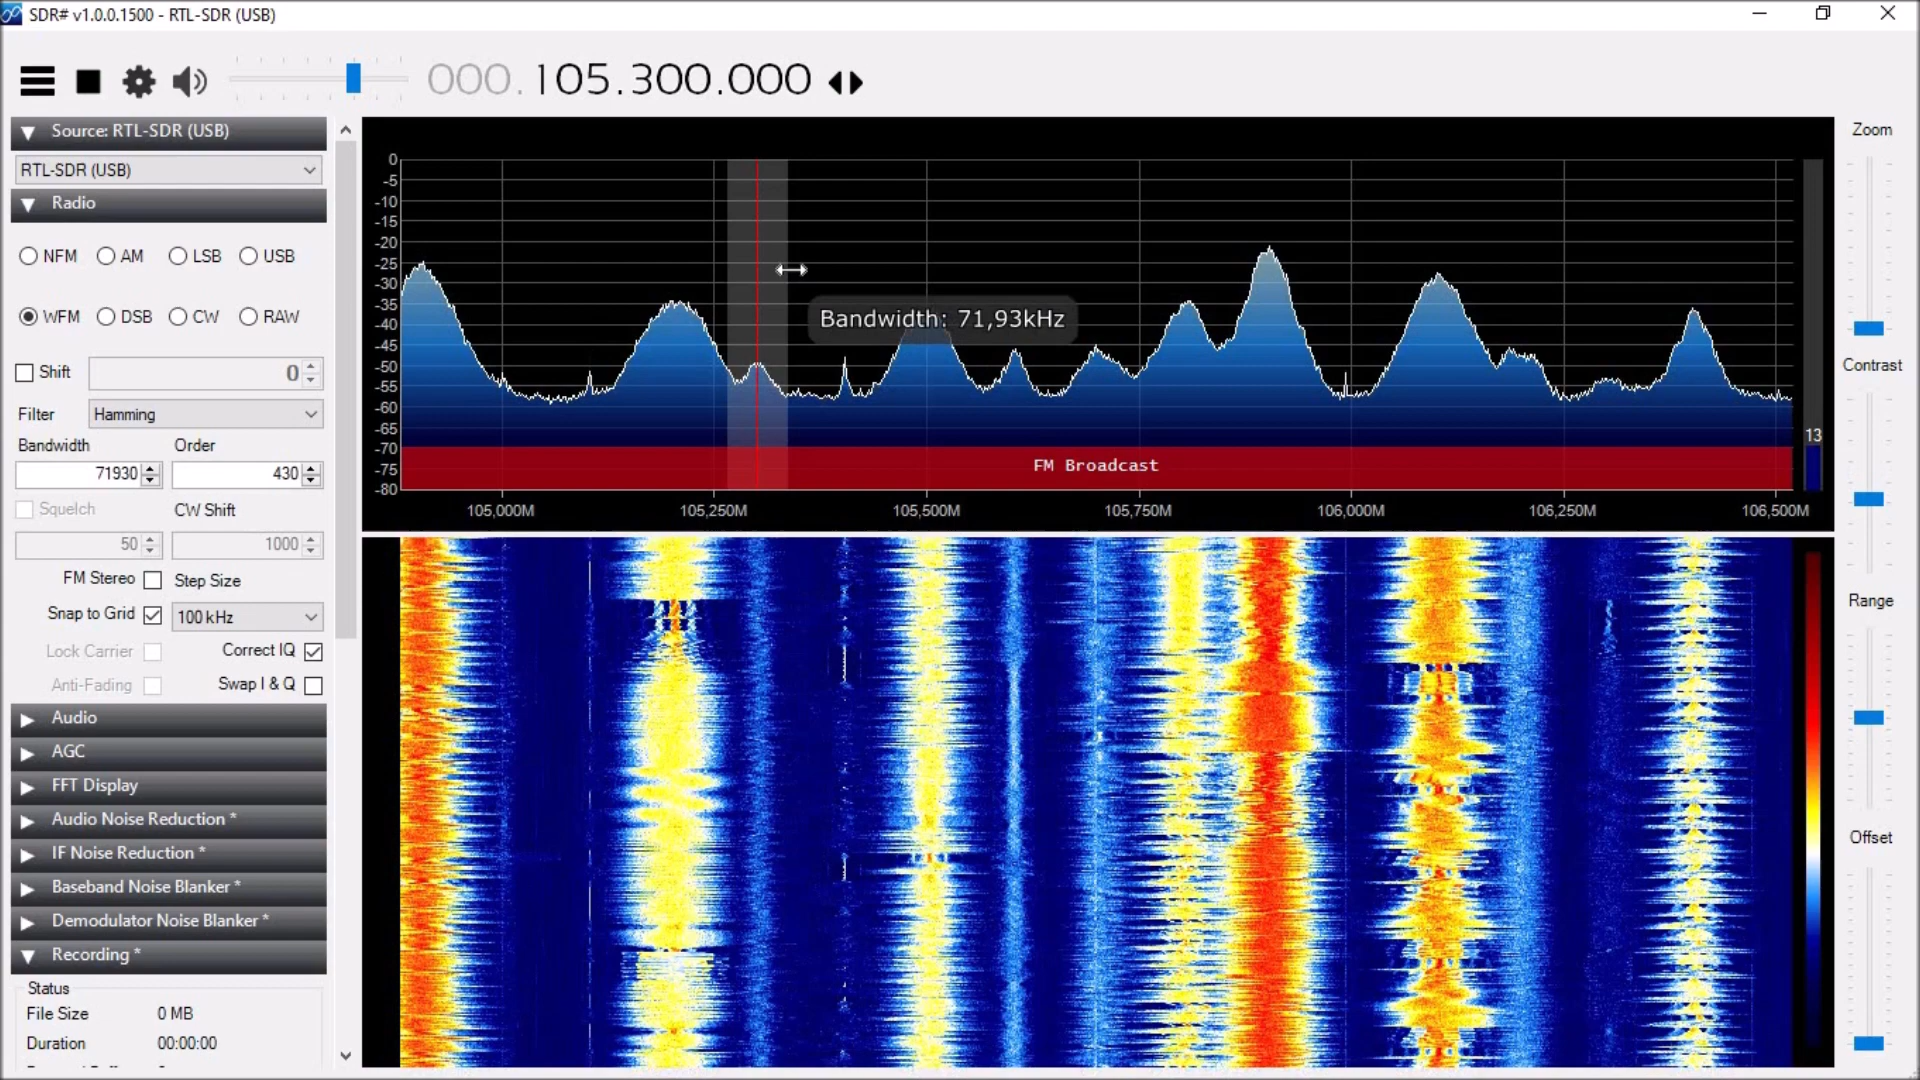 SDR# v1.0.0.1500 - RTL-SDR (USB)
000.105.300.000
Source: RTL-SDR (USB)
RTL-SDR (USB)
Radio
NFM AM LSB USB
WFM DSB CW RAW
Shift 0
Filter Hamming
Bandwidth Order
71930 430
Squelch CW Shift
50 1000
FM Stereo Step Size
Snap to Grid 100 kHz
Lock Carrier Correct IQ
Anti-Fading Swap I & Q
Audio
AGC
FFT Display
Audio Noise Reduction *
IF Noise Reduction *
Baseband Noise Blanker *
Demodulator Noise Blanker *
Recording *
Status
File Size 0 MB
Duration 00:00:00
0
-5
-10
-15
-20
-25
-30
-35
-40
-45
-50
-55
-60
-65
-70
-75
-80
Bandwidth: 71,93kHz
FM Broadcast
13
105,000M 105,250M 105,500M 105,750M 106,000M 106,250M 106,500M
Zoom
Contrast
Range
Offset